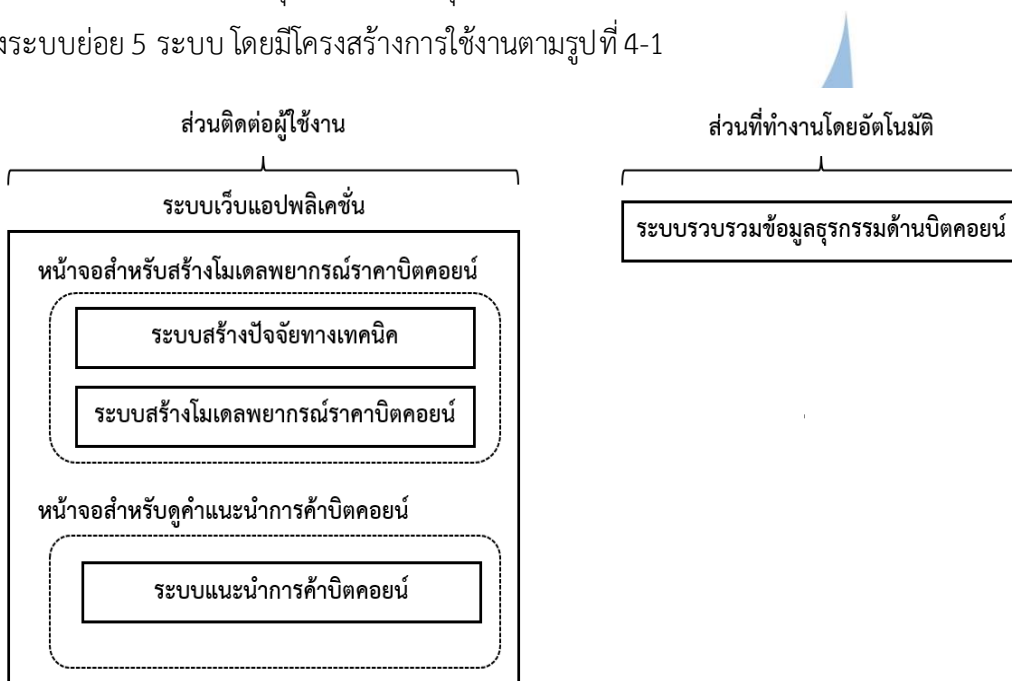 งระบบย่อย 5 ระบบ โดยมีโครงสร้างการใช้งานตามรูปที่ 4-1
ส่วนติดต่อผู้ใช้งาน
ส่วนที่ทำงานโดยอัตโนมัติ
ระบบเว็บแอปพลิเคชั่น
ระบบรวบรวมข้อมูลธุรกรรมด้านบิตคอยน์
หน้าจอสำหรับสร้างโมเดลพยากรณ์ราคาบิตคอยน์
ระบบสร้างปัจจัยทางเทคนิค
ระบบสร้างโมเดลพยากรณ์ราคาบิตคอยน์
หน้าจอสำหรับดูคำแนะนำการค้าบิตคอยน์
ระบบแนะนำการค้าบิตคอยน์